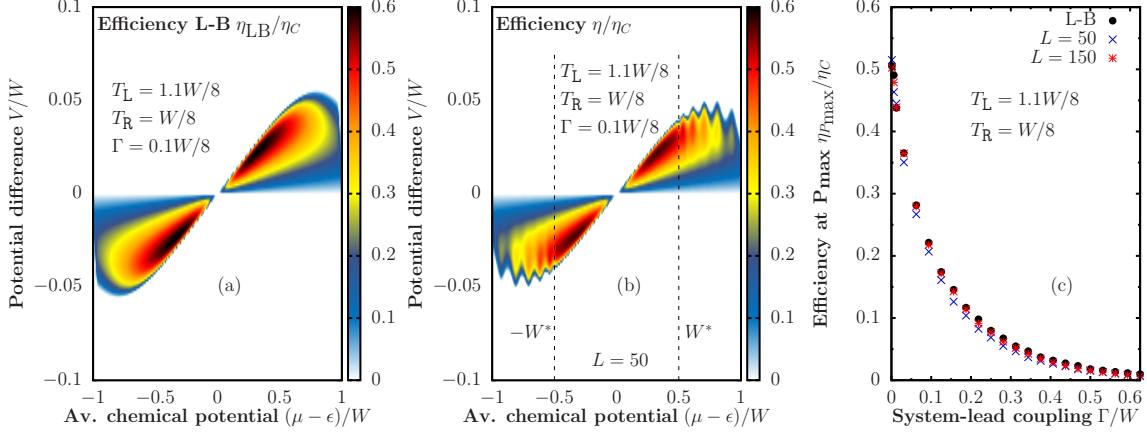 Efficiency L-B η_LB/η_C
T_L = 1.1W/8
T_R = W/8
Γ = 0.1W/8
(a)
Potential difference V/W
0.1
0.05
0
−0.05
−0.1
−1 −0.5 0 0.5 1
Av. chemical potential (μ − ϵ)/W
0.6
0.5
0.4
0.3
0.2
0.1
0
Efficiency η/η_C
T_L = 1.1W/8
T_R = W/8
Γ = 0.1W/8
(b)
−W*
W*
L = 50
Potential difference V/W
0.1
0.05
0
−0.05
−0.1
−1 −0.5 0 0.5 1
Av. chemical potential (μ − ϵ)/W
0.6
0.5
0.4
0.3
0.2
0.1
0
L-B
L = 50
L = 150
T_L = 1.1W/8
T_R = W/8
(c)
Efficiency at P_max η_Pmax/η_C
0.6
0.5
0.4
0.3
0.2
0.1
0
0 0.1 0.2 0.3 0.4 0.5 0.6
System-lead coupling Γ/W